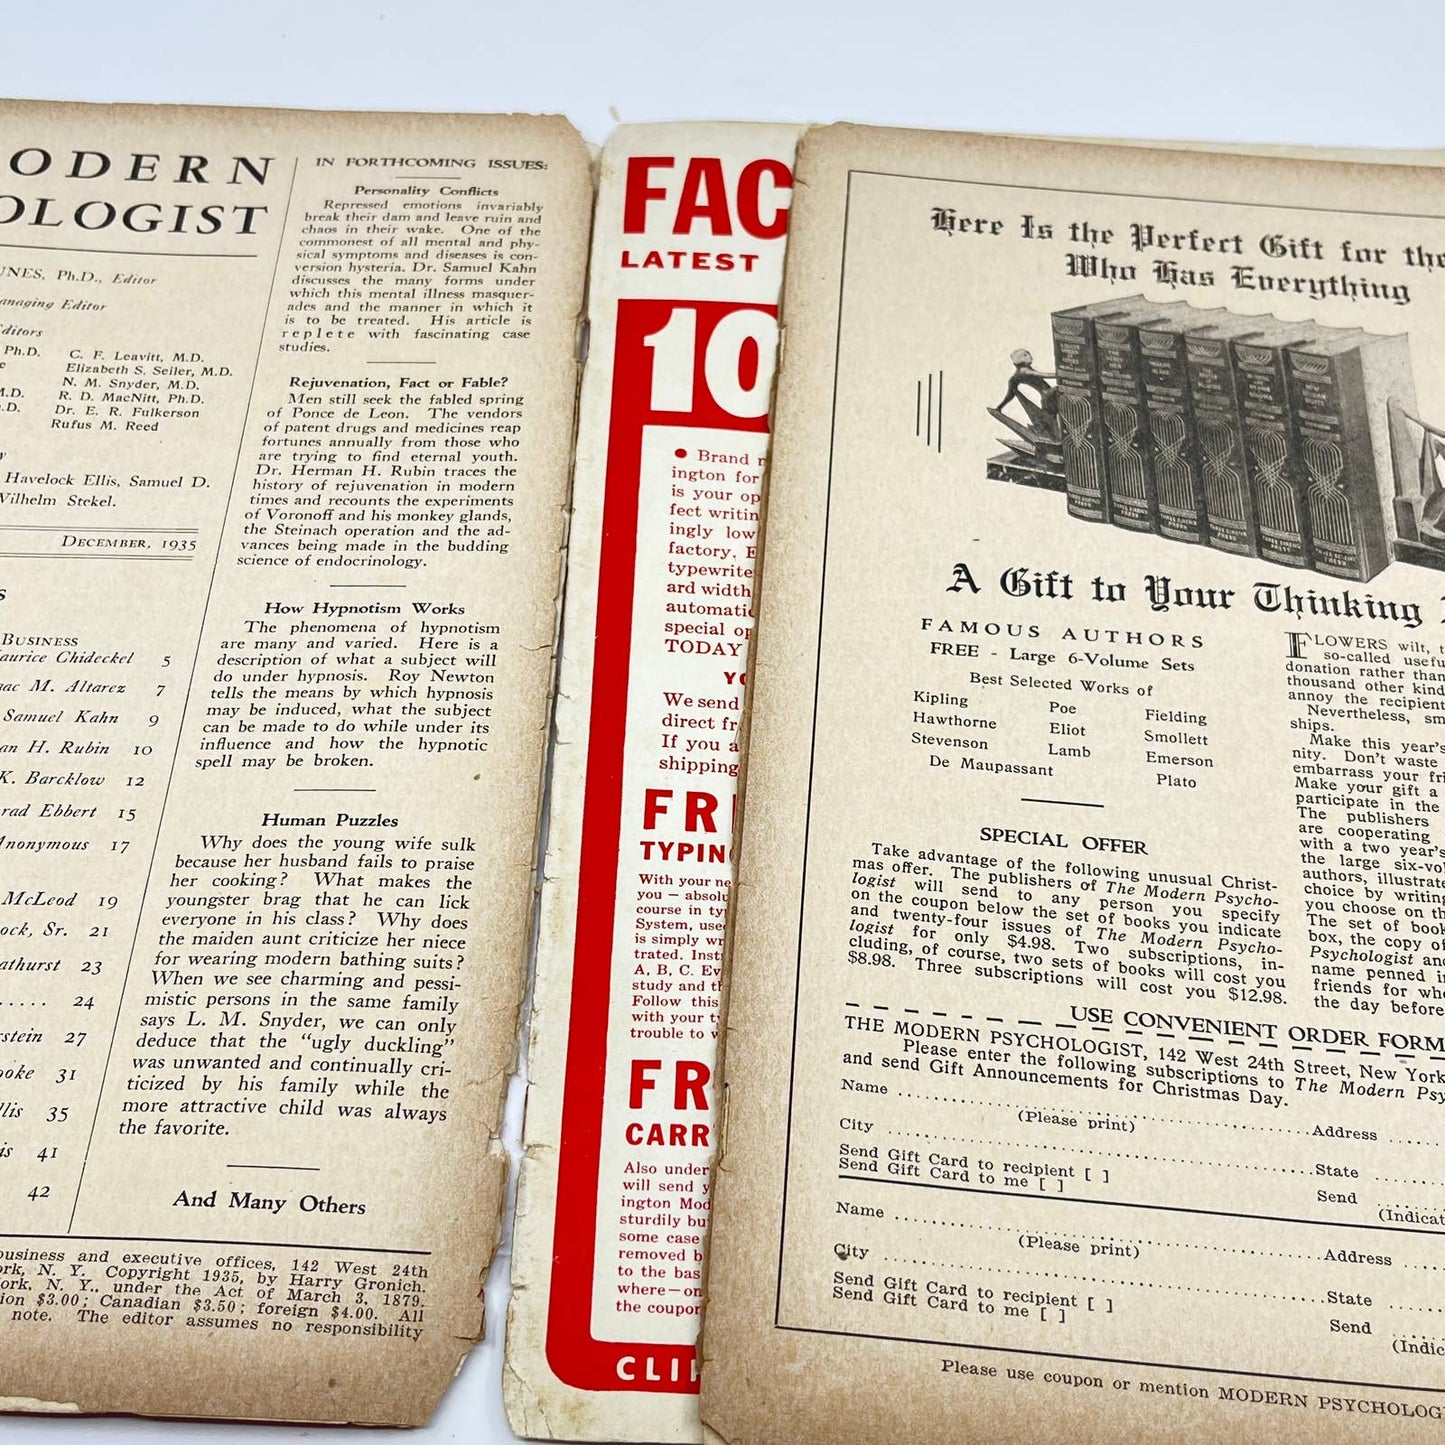 ODERN
OLOGIST
UNES, Ph.D., Editor
anaging Editor
ditors
Ph.D.
C. F. Leavitt, M.D.
Elizabeth S. Seiler, M.D.
N. M. Snyder, M.D.
M.D.
R. D. MacNitt, Ph.D.
.D.
Dr. E. R. Fulkerson
Rufus M. Reed
y
Havelock Ellis, Samuel D.
Vilhelm Stekel.
DECEMBER, 1935
S
BUSINESS
aurice Chideckel 5
aac M. Altarez 7
Samuel Kahn 9
an H. Rubin 10
K. Barcklow 12
rad Ebbert 15
Anonymous 17
McLeod 19
ock, Sr. 21
athurst 23
..... 24
rstein 27
oke 31
llis 35
is 41
42
business and executive offices, 142 West 24th
ork, N. Y. Copyright 1935, by Harry Gronich.
ork, N. Y., under the Act of March 3, 1879.
ion $3.00; Canadian $3.50; foreign $4.00. All
note. The editor assumes no responsibility
IN FORTHCOMING ISSUES:
Personality Conflicts
Repressed emotions invariably
break their dam and leave ruin and
chaos in their wake. One of the
commonest of all mental and phy-
sical symptoms and diseases is con-
version hysteria. Dr. Samuel Kahn
discusses the many forms under
which this mental illness masquer-
ades and the manner in which it
is to be treated. His article is
replete with fascinating case
studies.
Rejuvenation, Fact or Fable?
Men still seek the fabled spring
of Ponce de Leon. The vendors
of patent drugs and medicines reap
fortunes annually from those who
are trying to find eternal youth.
Dr. Herman H. Rubin traces the
history of rejuvenation in modern
times and recounts the experiments
of Voronoff and his monkey glands,
the Steinach operation and the ad-
vances being made in the budding
science of endocrinology.
How Hypnotism Works
The phenomena of hypnotism
are many and varied. Here is a
description of what a subject will
do under hypnosis. Roy Newton
tells the means by which hypnosis
may be induced, what the subject
can be made to do while under its
influence and how the hypnotic
spell may be broken.
Human Puzzles
Why does the young wife sulk
because her husband fails to praise
her cooking? What makes the
youngster brag that he can lick
everyone in his class? Why does
the maiden aunt criticize her niece
for wearing modern bathing suits?
When we see charming and pessi-
mistic persons in the same family
says L. M. Snyder, we can only
deduce that the "ugly duckling"
was unwanted and continually cri-
ticized by his family while the
more attractive child was always
the favorite.
And Many Others
FAC
LATEST
10
● Brand n
ington for
is your op
fect writin
ingly low
factory. E
typewrite
ard width
automatic
special op
TODAY
YO
We send
direct fr
If you a
shipping
FRE
TYPIN
With your ne
you — absolu
course in typ
System, used
is simply wr
trated. Inst
A, B, C. Ev
study and th
Follow this
with your ty
trouble to w
FR
CARR
Also under
will send y
ington Mod
sturdily bu
some case
removed b
to the bas
where—on
the coupon
CLIP
Here Is the Perfect Gift for the
Who Has Everything
A Gift to Your Thinking
FAMOUS AUTHORS
FREE - Large 6-Volume Sets
Best Selected Works of
Kipling Poe Fielding
Hawthorne Eliot Smollett
Stevenson Lamb Emerson
De Maupassant Plato
SPECIAL OFFER
Take advantage of the following unusual Christ-
mas offer. The publishers of The Modern Psycho-
logist will send to any person you specify
on the coupon below the set of books you indicate
and twenty-four issues of The Modern Psycho-
logist for only $4.98. Two subscriptions, in-
cluding, of course, two sets of books will cost you
$8.98. Three subscriptions will cost you $12.98.
FLOWERS wilt, t
so-called usefu
donation rather than
thousand other kind
annoy the recipient
Nevertheless, sm
ships.
Make this year's
nity. Don't waste
embarrass your fri
Make your gift a
participate in the
The publishers
are cooperating
with a two year's
the large six-vol
authors, illustrate
choice by writing
you choose on th
The set of book
box, the copy of
Psychologist and
name penned in
friends for whe
the day before
USE CONVENIENT ORDER FORM
THE MODERN PSYCHOLOGIST, 142 West 24th Street, New York
Please enter the following subscriptions to The Modern Psy
and send Gift Announcements for Christmas Day.
Name ........ Address ........
(Please print)
City ........ State ........
Send Gift Card to recipient [ ]
Send Gift Card to me [ ]
Send ........
(Indicat
Name ........ Address ........
(Please print)
City ........ State ........
Send Gift Card to recipient [ ]
Send Gift Card to me [ ]
Send ........
(Indic
Please use coupon or mention MODERN PSYCHOLOG